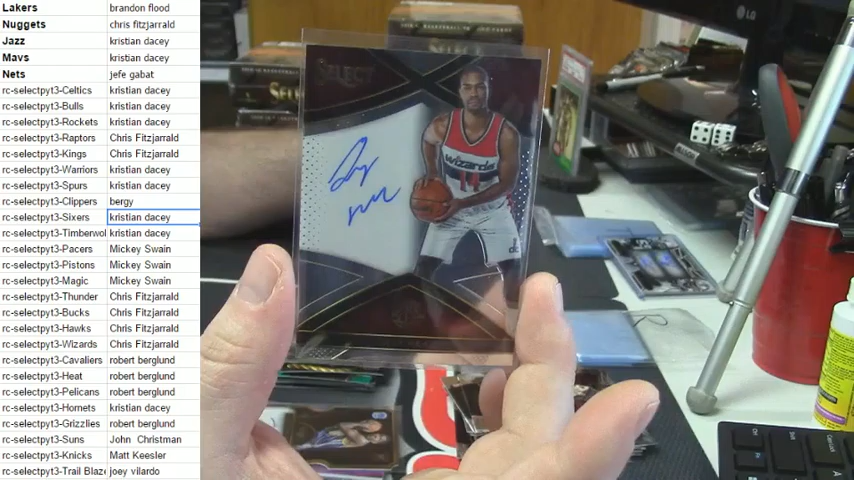 Lakers brandon flood
Nuggets chris fitzjarrald
Jazz kristian dacey
Mavs kristian dacey
Nets jefe gabat
rc-selectpyt3-Celtics kristian dacey
rc-selectpyt3-Bulls kristian dacey
rc-selectpyt3-Rockets kristian dacey
rc-selectpyt3-Raptors Chris Fitzjarrald
rc-selectpyt3-Kings Chris Fitzjarrald
rc-selectpyt3-Warriors kristian dacey
rc-selectpyt3-Spurs kristian dacey
rc-selectpyt3-Clippers bergy
rc-selectpyt3-Sixers kristian dacey
rc-selectpyt3-Timberwol kristian dacey
rc-selectpyt3-Pacers Mickey Swain
rc-selectpyt3-Pistons Mickey Swain
rc-selectpyt3-Magic Mickey Swain
rc-selectpyt3-Thunder Chris Fitzjarrald
rc-selectpyt3-Bucks Chris Fitzjarrald
rc-selectpyt3-Hawks Chris Fitzjarrald
rc-selectpyt3-Wizards Chris Fitzjarrald
rc-selectpyt3-Cavaliers robert berglund
rc-selectpyt3-Heat robert berglund
rc-selectpyt3-Pelicans robert berglund
rc-selectpyt3-Hornets kristian dacey
rc-selectpyt3-Grizzlies robert berglund
rc-selectpyt3-Suns John Christman
rc-selectpyt3-Knicks Matt Keesler
rc-selectpyt3-Trail Blaze joey vilardo
SELECT
Wizards
14
LG